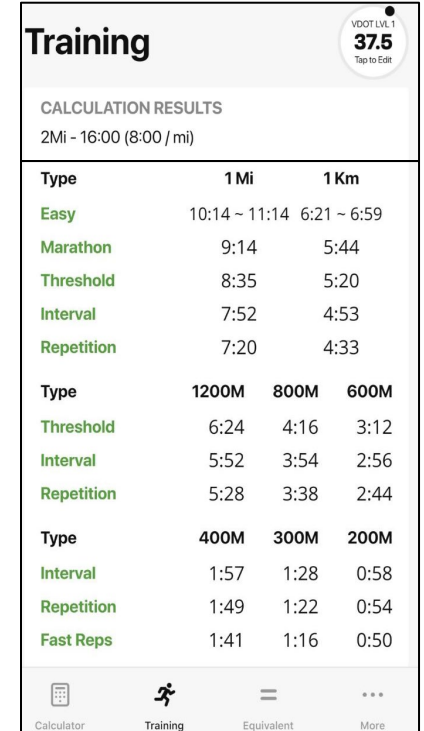 Training
VDOT LVL 1
37.5
Tap to Edit
CALCULATION RESULTS
2Mi - 16:00 (8:00 / mi)
Type 1 Mi 1 Km
Easy 10:14 ~ 11:14 6:21 ~ 6:59
Marathon 9:14 5:44
Threshold 8:35 5:20
Interval 7:52 4:53
Repetition 7:20 4:33
Type 1200M 800M 600M
Threshold 6:24 4:16 3:12
Interval 5:52 3:54 2:56
Repetition 5:28 3:38 2:44
Type 400M 300M 200M
Interval 1:57 1:28 0:58
Repetition 1:49 1:22 0:54
Fast Reps 1:41 1:16 0:50
Calculator Training Equivalent More